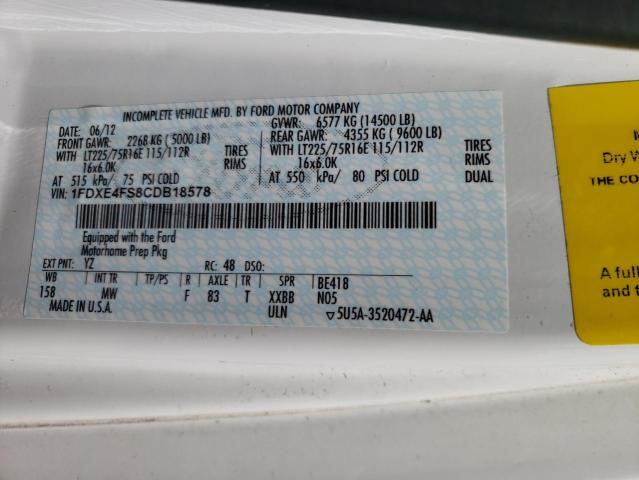 INCOMPLETE VEHICLE MFD. BY FORD MOTOR COMPANY
DATE: 06/12 GVWR: 6577 KG (14500 LB)
FRONT GAWR: 2268 KG (5000 LB) REAR GAWR: 4355 KG (9600 LB)
WITH LT225/75R16E 115/112R TIRES WITH LT225/75R16E 115/112R TIRES
16x6.0K RIMS 16x6.0K RIMS
AT 515 kPa/ 75 PSI COLD AT 550 kPa/ 80 PSI COLD DUAL
VIN: 1FDXE4FS8CDB18578
Equipped with the Ford
Motorhome Prep Pkg
EXT PNT: YZ RC: 48 DSO:
WB INT TR TP/PS R AXLE TR SPR BE418
158 MW F 83 T XXBB N05
MADE IN U.S.A. ULN ▽5U5A-3520472-AA
Dry W
THE CO
A full
and t